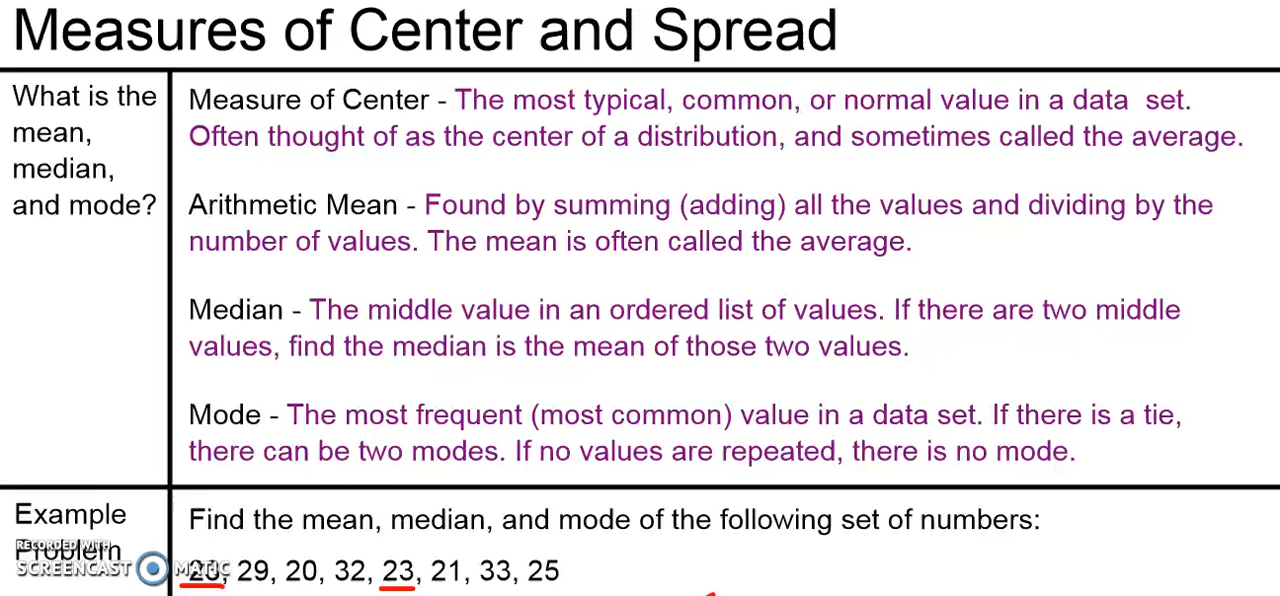 Measures of Center and Spread
What is the
mean,
median,
and mode?
Measure of Center - The most typical, common, or normal value in a data set.
Often thought of as the center of a distribution, and sometimes called the average.
Arithmetic Mean - Found by summing (adding) all the values and dividing by the
number of values. The mean is often called the average.
Median - The middle value in an ordered list of values. If there are two middle
values, find the median is the mean of those two values.
Mode - The most frequent (most common) value in a data set. If there is a tie,
there can be two modes. If no values are repeated, there is no mode.
Example
Problem
Find the mean, median, and mode of the following set of numbers:
29, 20, 32, 23, 21, 33, 25
RECORDED WITH
SCREENCAST MATIC